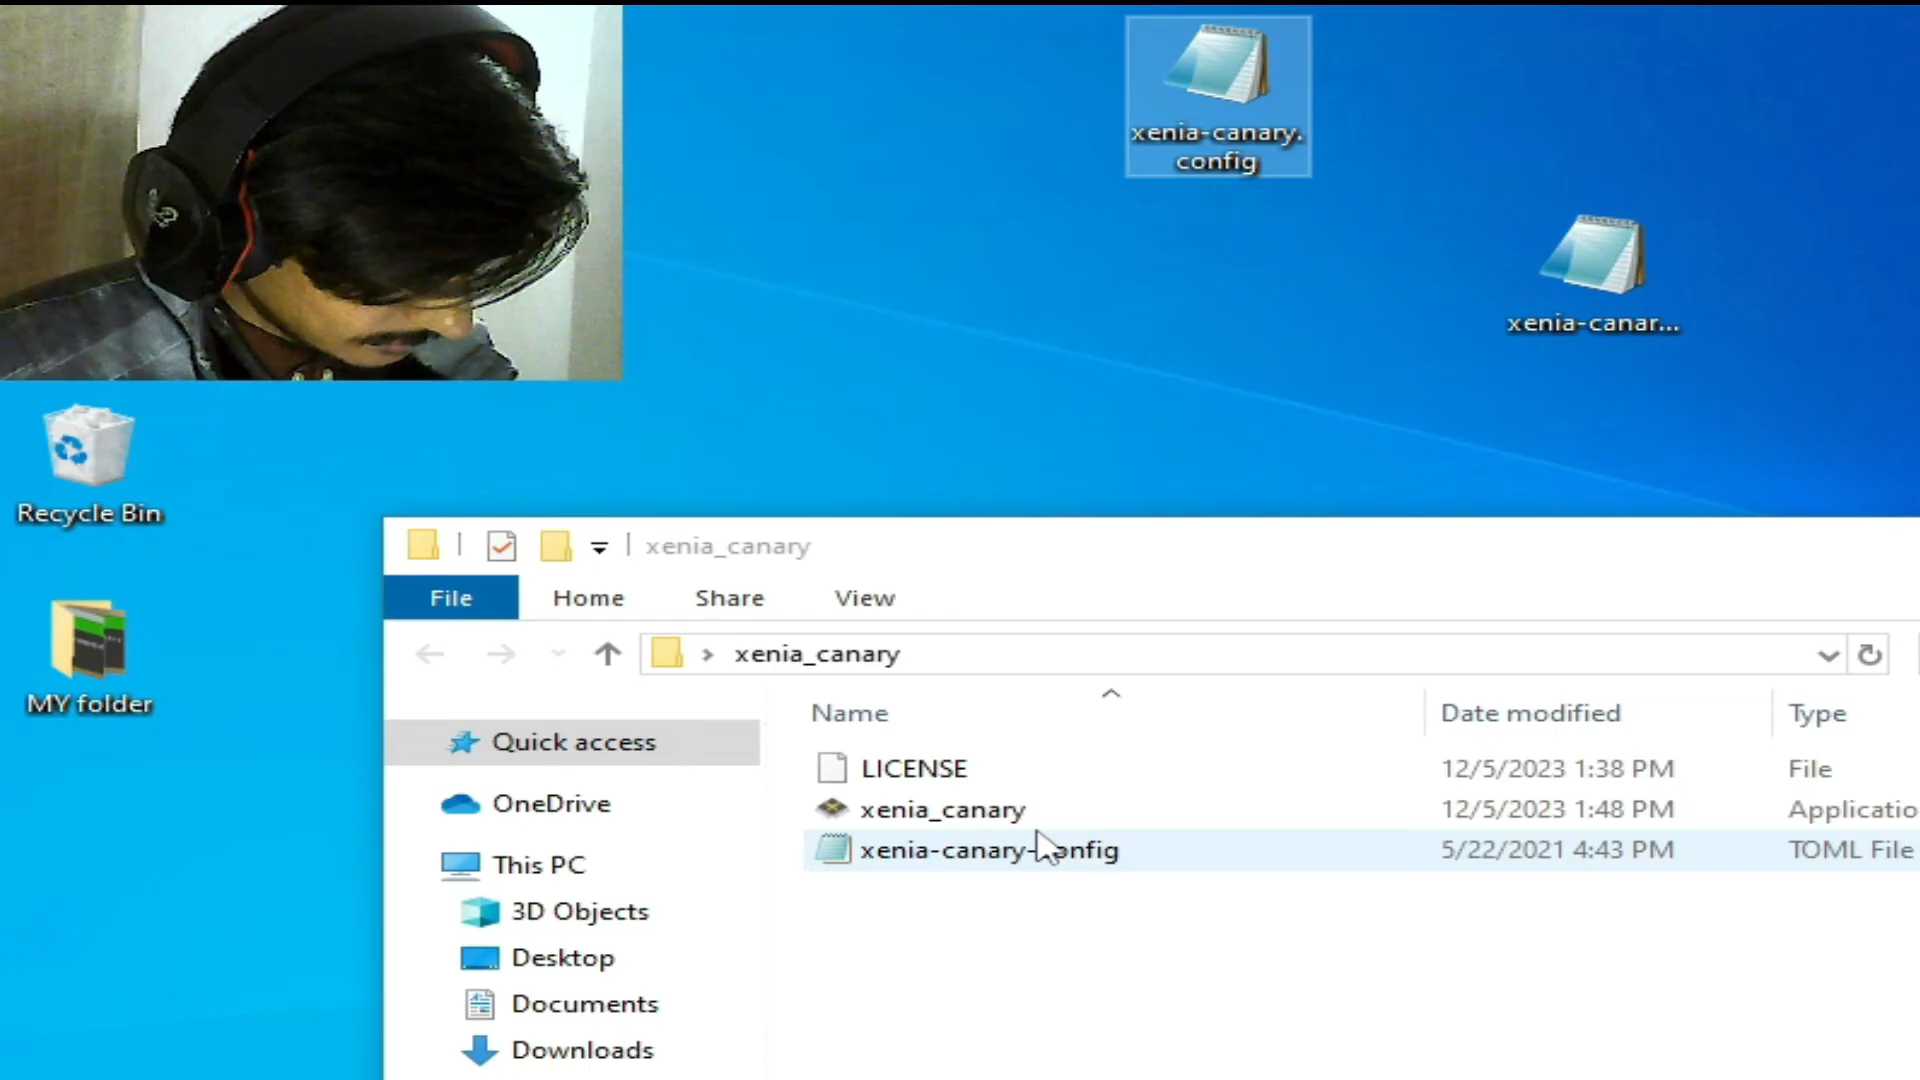 xenia-canary.
config
xenia-canar...
Recycle Bin
MY folder
xenia_canary
File Home Share View
xenia_canary
Name Date modified Type
Quick access
OneDrive
This PC
3D Objects
Desktop
Documents
Downloads
LICENSE 12/5/2023 1:38 PM File
xenia_canary 12/5/2023 1:48 PM Applicatio
xenia-canary-config 5/22/2021 4:43 PM TOML File